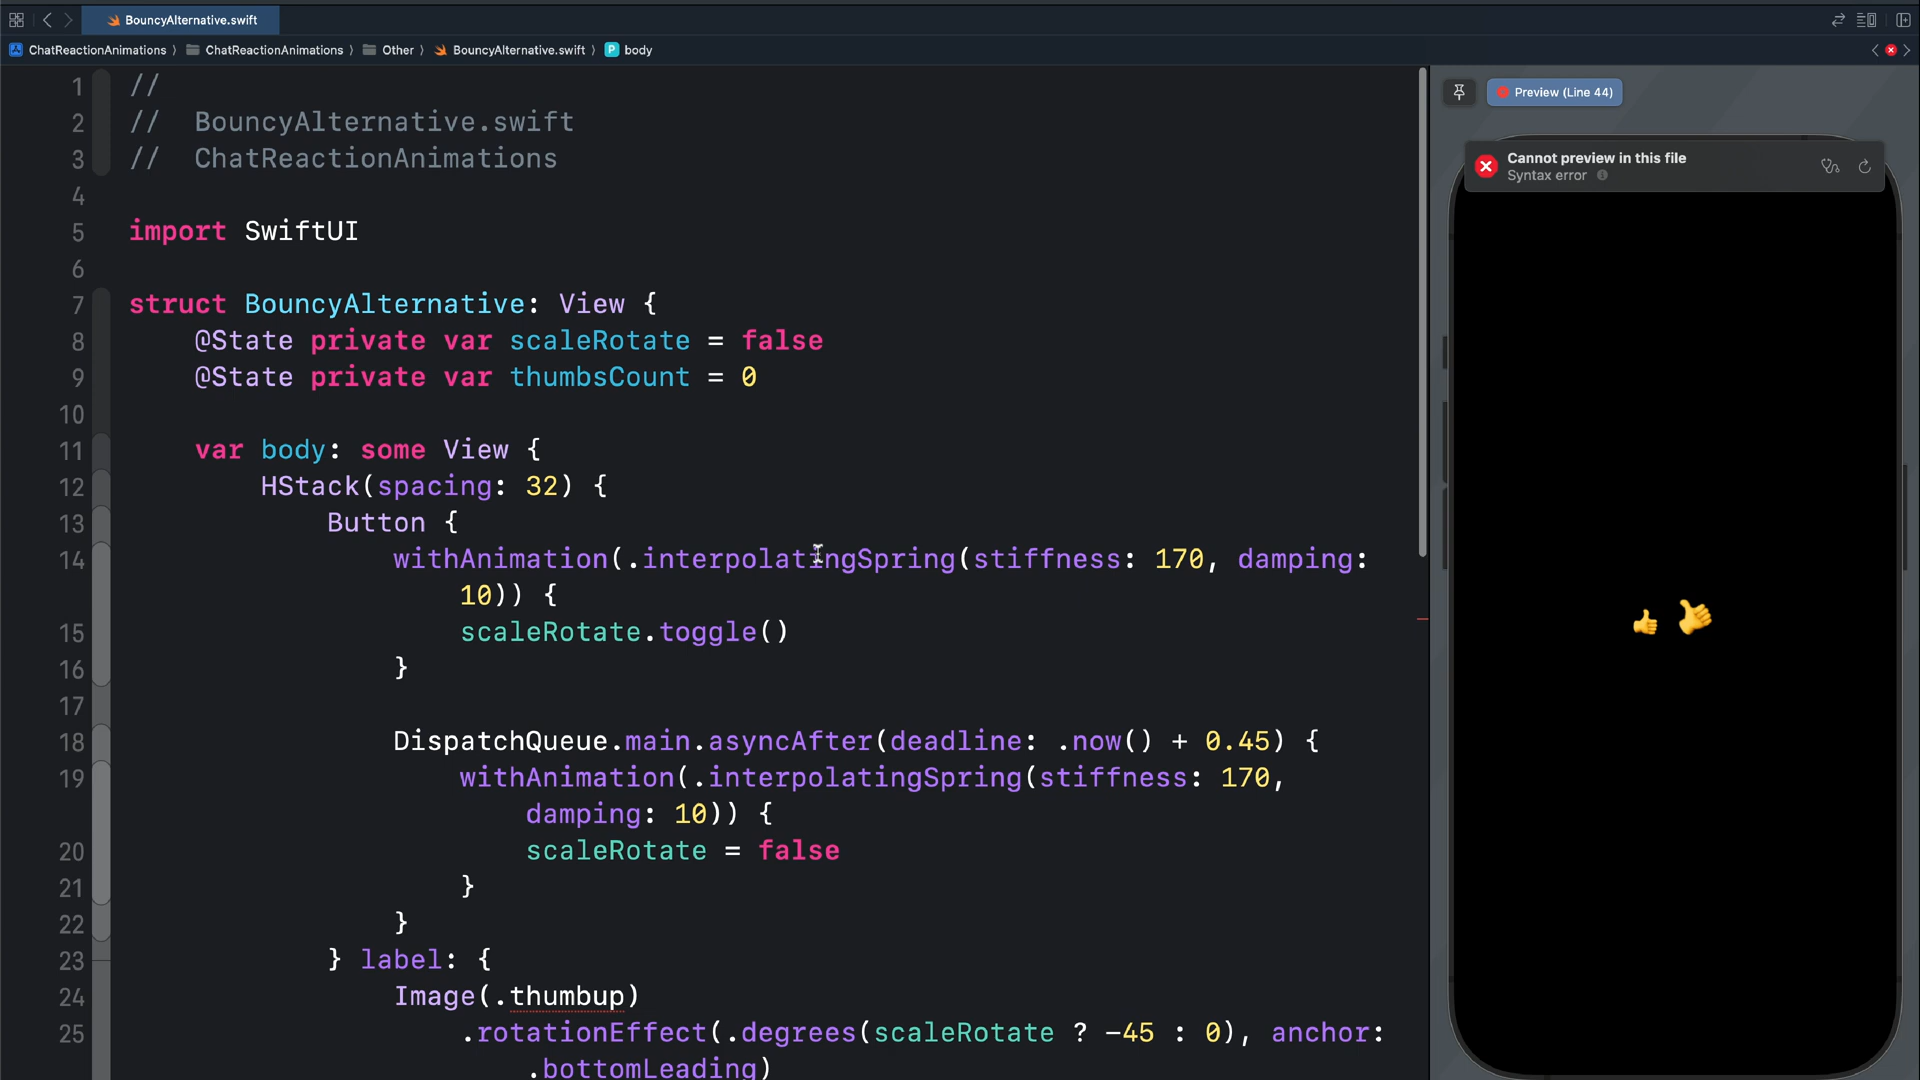 BouncyAlternative.swift
ChatReactionAnimations 〉 ChatReactionAnimations 〉 Other 〉 BouncyAlternative.swift 〉 P body
1 //
2 //  BouncyAlternative.swift
3 //  ChatReactionAnimations
4
5 import SwiftUI
6
7 struct BouncyAlternative: View {
8 @State private var scaleRotate = false
9 @State private var thumbsCount = 0
10
11 var body: some View {
12 HStack(spacing: 32) {
13 Button {
14 withAnimation(.interpolatingSpring(stiffness: 170, damping:
10)) {
15 scaleRotate.toggle()
16 }
17
18 DispatchQueue.main.asyncAfter(deadline: .now() + 0.45) {
19 withAnimation(.interpolatingSpring(stiffness: 170,
damping: 10)) {
20 scaleRotate = false
21 }
22 }
23 } label: {
24 Image(.thumbup)
25 .rotationEffect(.degrees(scaleRotate ? -45 : 0), anchor:
.bottomLeading)
Preview (Line 44)
Cannot preview in this file
Syntax error